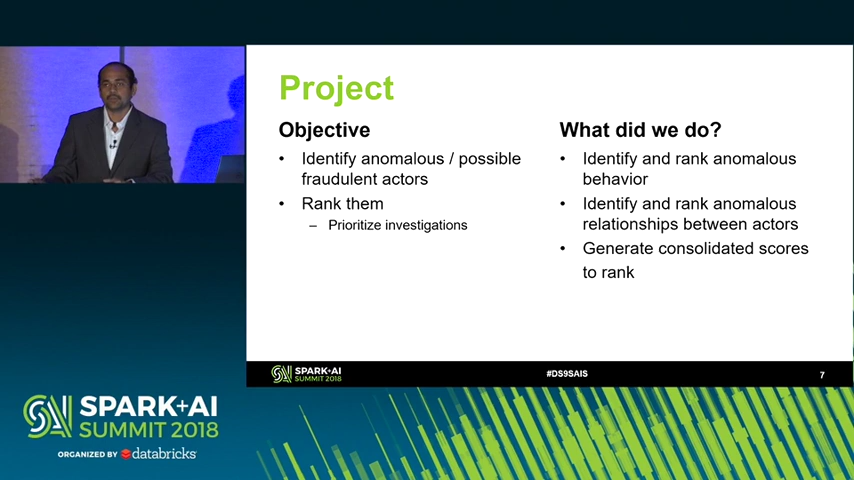 Project
Objective
• Identify anomalous / possible
fraudulent actors
• Rank them
– Prioritize investigations
What did we do?
• Identify and rank anomalous
behavior
• Identify and rank anomalous
relationships between actors
• Generate consolidated scores
to rank
SPARK+AI
SUMMIT 2018
#DS9SAIS
7
SPARK+AI
SUMMIT 2018
ORGANIZED BY databricks